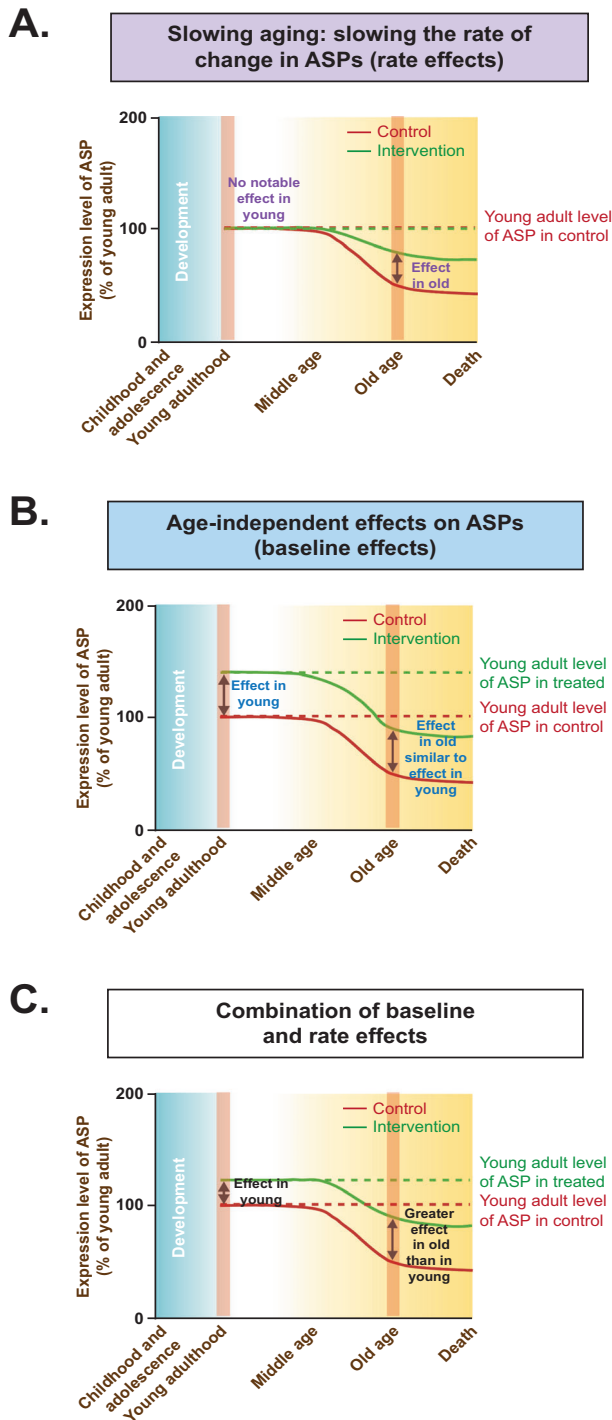 A.
Slowing aging: slowing the rate of
change in ASPs (rate effects)
Expression level of ASP
(% of young adult)
200
100
0
Development
Control
Intervention
No notable
effect in
young
Effect
in old
Young adult level
of ASP in control
Childhood and
adolescence
Young adulthood
Middle age
Old age
Death
B.
Age-independent effects on ASPs
(baseline effects)
Expression level of ASP
(% of young adult)
200
100
0
Development
Control
Intervention
Effect in
young
Effect
in old
similar to
effect in
young
Young adult level
of ASP in treated
Young adult level
of ASP in control
Childhood and
adolescence
Young adulthood
Middle age
Old age
Death
C.
Combination of baseline
and rate effects
Expression level of ASP
(% of young adult)
200
100
0
Development
Control
Intervention
Effect in
young
Greater
effect
in old
than in
young
Young adult level
of ASP in treated
Young adult level
of ASP in control
Childhood and
adolescence
Young adulthood
Middle age
Old age
Death